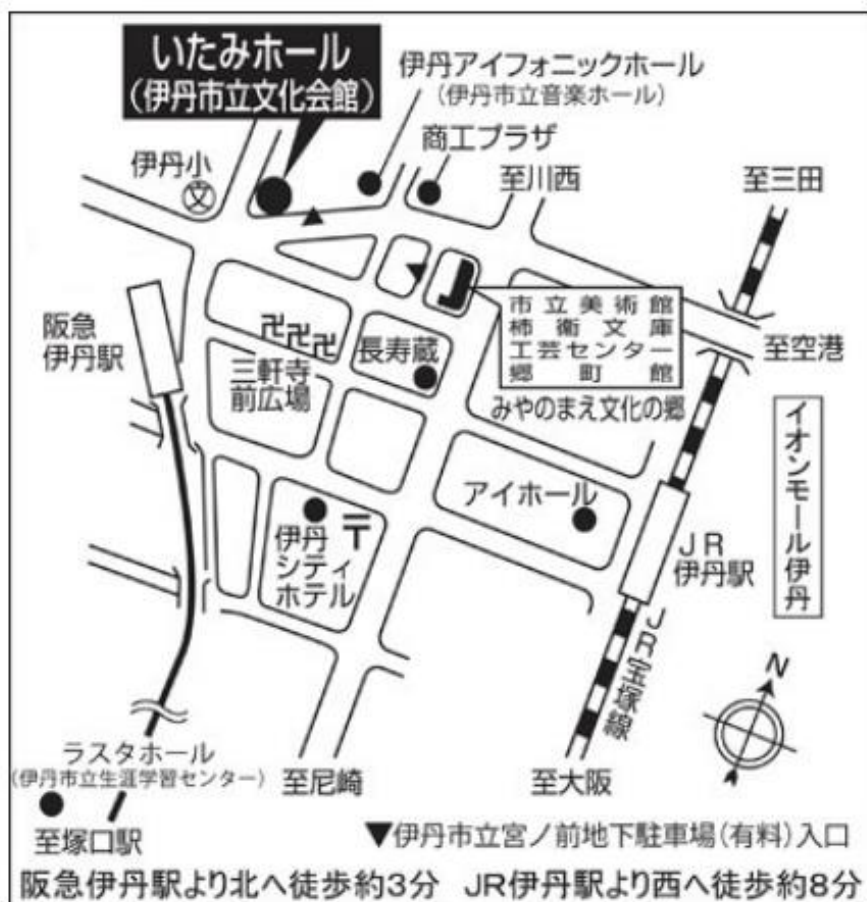 いたみホール
(伊丹市立文化会館)
伊丹アイフォニックホール
(伊丹市立音楽ホール)
商工プラザ
伊丹小
文
至川西
至三田
阪急
伊丹駅
卍卍卍
三軒寺
前広場
長寿蔵
市立美術館
柿衞文庫
工芸センター
郷町館
みやのまえ文化の郷
至空港
イオンモール伊丹
アイホール
伊丹
シティ
ホテル
〒
JR
伊丹駅
JR宝塚線
N
ラスタホール
(伊丹市立生涯学習センター)
至尼崎
至大阪
至塚口駅
▼伊丹市立宮ノ前地下駐車場(有料)入口
阪急伊丹駅より北へ徒歩約3分 JR伊丹駅より西へ徒歩約8分